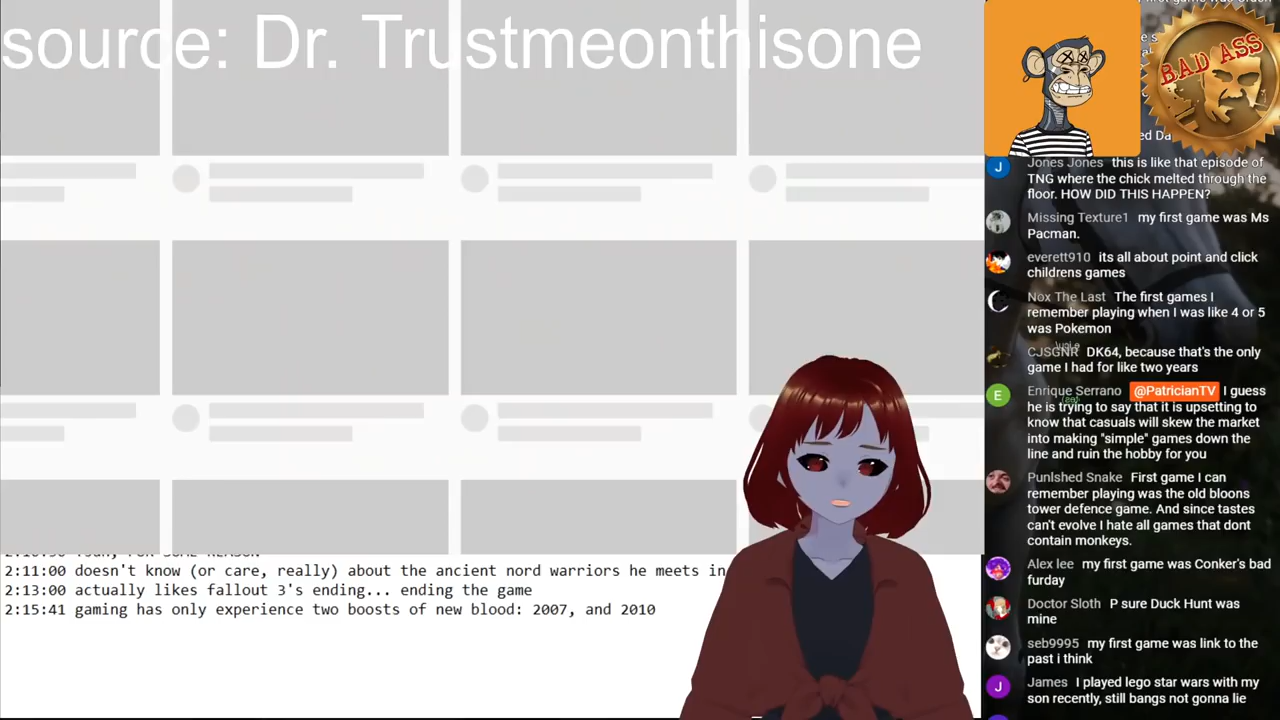 source: Dr. Trustmeonthisone
BAD ASS
Jones Jones this is like that episode of
TNG where the chick melted through the
floor. HOW DID THIS HAPPEN?
Missing Texture1 my first game was Ms
Pacman.
everett910 its all about point and click
childrens games
Nox The Last The first games I
remember playing when I was like 4 or 5
was Pokemon
CJSGNR DK64, because that's the only
game I had for like two years
Enrique Serrano @PatricianTV I guess
he is trying to say that it is upsetting to
know that casuals will skew the market
into making "simple" games down the
line and ruin the hobby for you
Punlshed Snake First game I can
remember playing was the old bloons
tower defence game. And since tastes
can't evolve I hate all games that dont
contain monkeys.
Alex lee my first game was Conker's bad
furday
Doctor Sloth P sure Duck Hunt was
mine
seb9995 my first game was link to the
past i think
James I played lego star wars with my
son recently, still bangs not gonna lie
2:11:00 doesn't know (or care, really) about the ancient nord warriors he meets in
2:13:00 actually likes fallout 3's ending... ending the game
2:15:41 gaming has only experience two boosts of new blood: 2007, and 2010